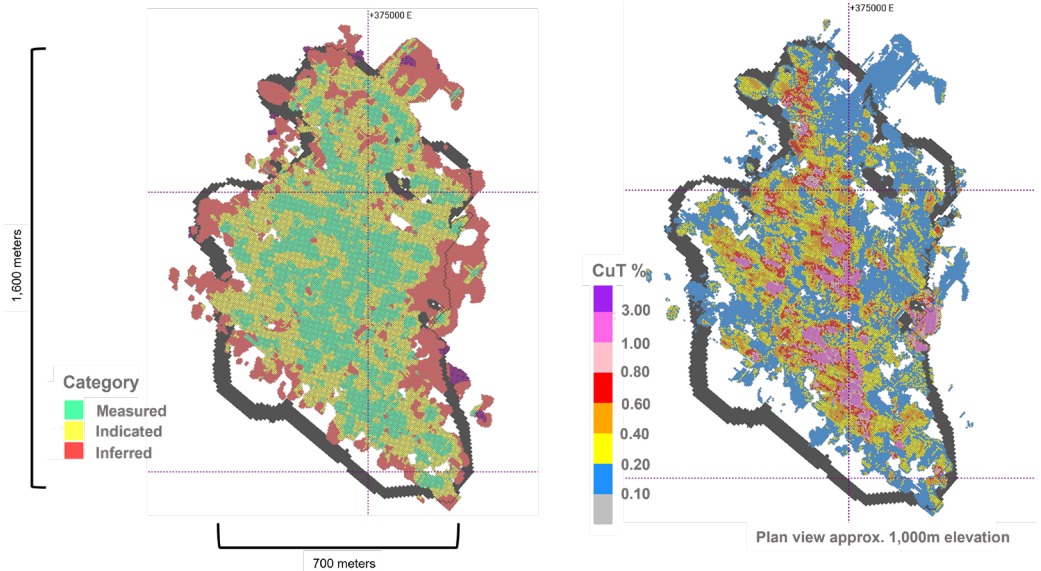 +375000 E
+375000 E
1,600 meters
CuT %
3.00
1.00
0.80
0.60
0.40
0.20
0.10
Category
Measured
Indicated
Inferred
Plan view approx. 1,000m elevation
700 meters